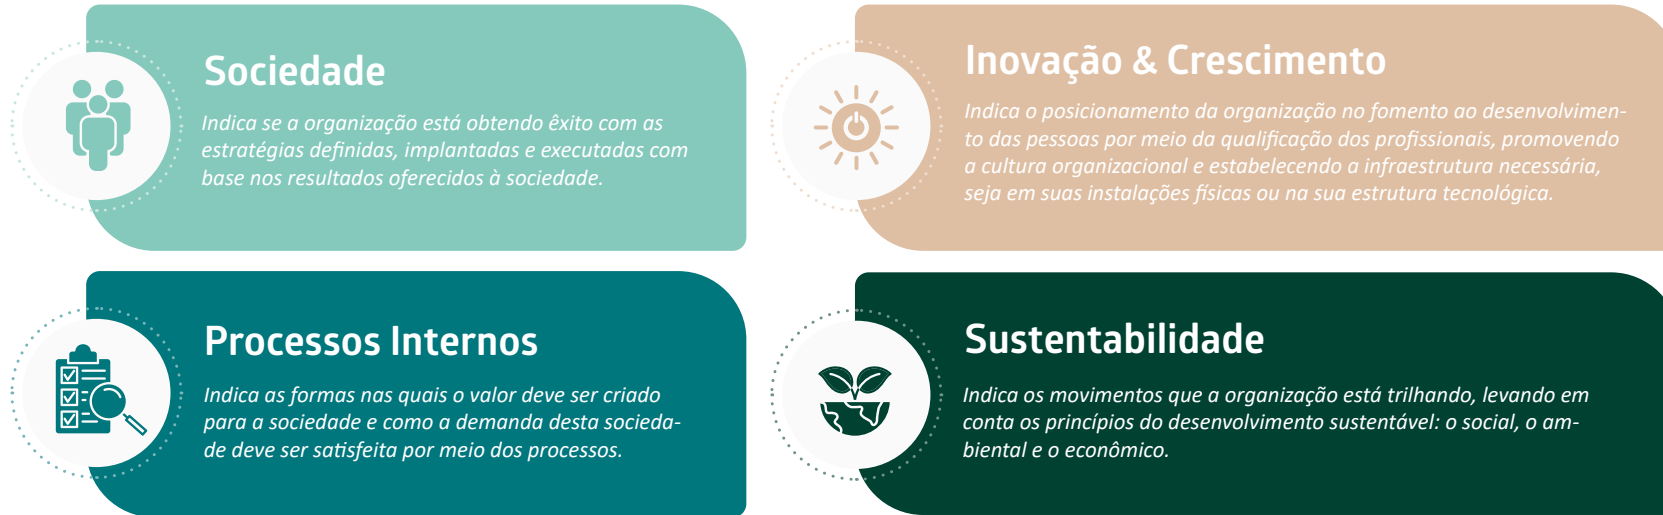 Sociedade
Indica se a organização está obtendo êxito com as
estratégias definidas, implantadas e executadas com
base nos resultados oferecidos à sociedade.
Inovação & Crescimento
Indica o posicionamento da organização no fomento ao desenvolvimen-
to das pessoas por meio da qualificação dos profissionais, promovendo
a cultura organizacional e estabelecendo a infraestrutura necessária,
seja em suas instalações físicas ou na sua estrutura tecnológica.
Processos Internos
Indica as formas nas quais o valor deve ser criado
para a sociedade e como a demanda desta socieda-
de deve ser satisfeita por meio dos processos.
Sustentabilidade
Indica os movimentos que a organização está trilhando, levando em
conta os princípios do desenvolvimento sustentável: o social, o am-
biental e o econômico.